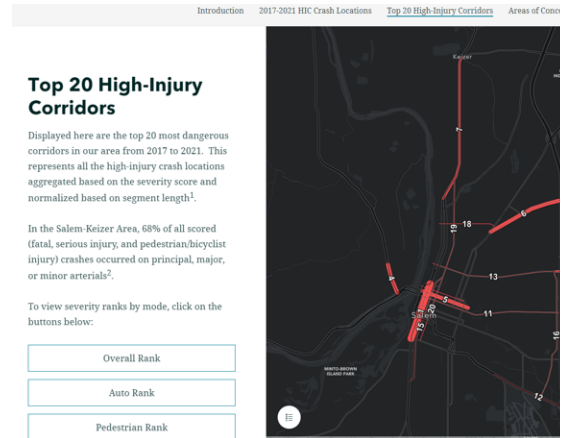 Introduction 2017-2021 HIC Crash Locations Top 20 High-Injury Corridors Areas of Conc
Top 20 High-Injury
Corridors
Displayed here are the top 20 most dangerous
corridors in our area from 2017 to 2021. This
represents all the high-injury crash locations
aggregated based on the severity score and
normalized based on segment length1.
In the Salem-Keizer Area, 68% of all scored
(fatal, serious injury, and pedestrian/bicyclist
injury) crashes occurred on principal, major,
or minor arterials2.
To view severity ranks by mode, click on the
buttons below:
Overall Rank
Auto Rank
Pedestrian Rank
Keizer
7
6
18
19
4
13
5
1
20
11
Salem
15
16
MINTO-BROWN
ISLAND PARK
12